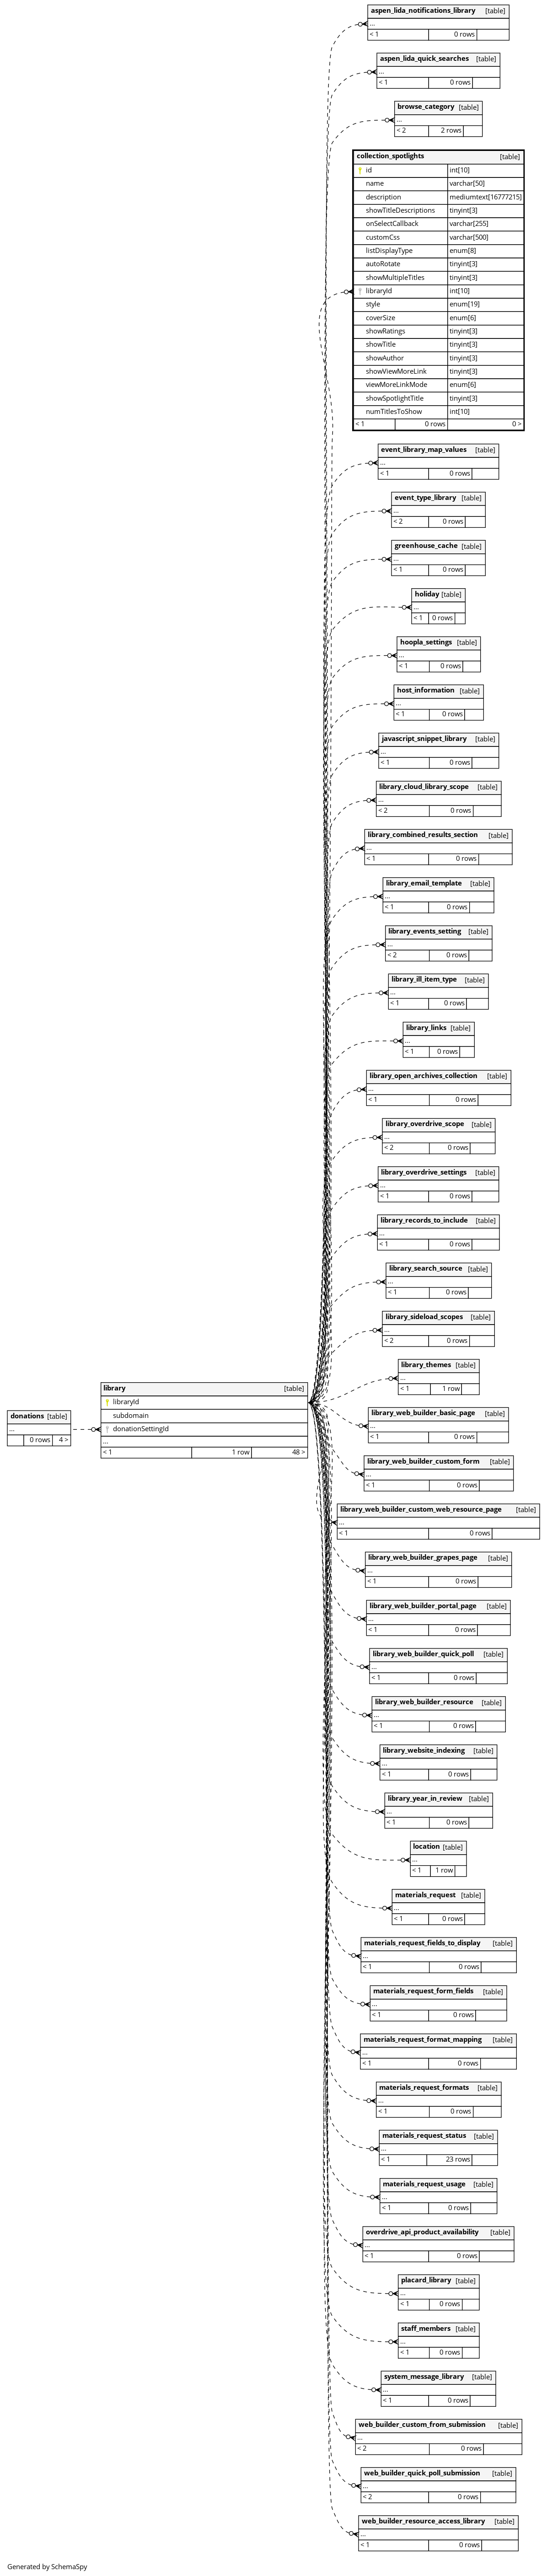 aspen_lida_notifications_library [table]
...
< 1 0 rows
aspen_lida_quick_searches [table]
...
< 1 0 rows
browse_category [table]
...
< 2 2 rows
collection_spotlights [table]
id int[10]
name varchar[50]
description mediumtext[16777215]
showTitleDescriptions tinyint[3]
onSelectCallback varchar[255]
customCss varchar[500]
listDisplayType enum[8]
autoRotate tinyint[3]
showMultipleTitles tinyint[3]
libraryId int[10]
style enum[19]
coverSize enum[6]
showRatings tinyint[3]
showTitle tinyint[3]
showAuthor tinyint[3]
showViewMoreLink tinyint[3]
viewMoreLinkMode enum[6]
showSpotlightTitle tinyint[3]
numTitlesToShow int[10]
< 1 0 rows 0 >
event_library_map_values [table]
...
< 1 0 rows
event_type_library [table]
...
< 2 0 rows
greenhouse_cache [table]
...
< 1 0 rows
holiday [table]
...
< 1 0 rows
hoopla_settings [table]
...
< 1 0 rows
host_information [table]
...
< 1 0 rows
javascript_snippet_library [table]
...
< 1 0 rows
library_cloud_library_scope [table]
...
< 2 0 rows
library_combined_results_section [table]
...
< 1 0 rows
library_email_template [table]
...
< 1 0 rows
library_events_setting [table]
...
< 2 0 rows
library_ill_item_type [table]
...
< 1 0 rows
library_links [table]
...
< 1 0 rows
library_open_archives_collection [table]
...
< 1 0 rows
library_overdrive_scope [table]
...
< 2 0 rows
library_overdrive_settings [table]
...
< 1 0 rows
library_records_to_include [table]
...
< 1 0 rows
library_search_source [table]
...
< 1 0 rows
library_sideload_scopes [table]
...
< 2 0 rows
library_themes [table]
...
< 1 1 row
library [table]
libraryId
subdomain
donationSettingId
...
< 1 1 row 48 >
donations [table]
...
0 rows 4 >
library_web_builder_basic_page [table]
...
< 1 0 rows
library_web_builder_custom_form [table]
...
< 1 0 rows
library_web_builder_custom_web_resource_page [table]
...
< 1 0 rows
library_web_builder_grapes_page [table]
...
< 1 0 rows
library_web_builder_portal_page [table]
...
< 1 0 rows
library_web_builder_quick_poll [table]
...
< 1 0 rows
library_web_builder_resource [table]
...
< 1 0 rows
library_website_indexing [table]
...
< 1 0 rows
library_year_in_review [table]
...
< 1 0 rows
location [table]
...
< 1 1 row
materials_request [table]
...
< 1 0 rows
materials_request_fields_to_display [table]
...
< 1 0 rows
materials_request_form_fields [table]
...
< 1 0 rows
materials_request_format_mapping [table]
...
< 1 0 rows
materials_request_formats [table]
...
< 1 0 rows
materials_request_status [table]
...
< 1 23 rows
materials_request_usage [table]
...
< 1 0 rows
overdrive_api_product_availability [table]
...
< 1 0 rows
placard_library [table]
...
< 1 0 rows
staff_members [table]
...
< 1 0 rows
system_message_library [table]
...
< 1 0 rows
web_builder_custom_from_submission [table]
...
< 2 0 rows
web_builder_quick_poll_submission [table]
...
< 2 0 rows
web_builder_resource_access_library [table]
...
< 1 0 rows
Generated by SchemaSpy